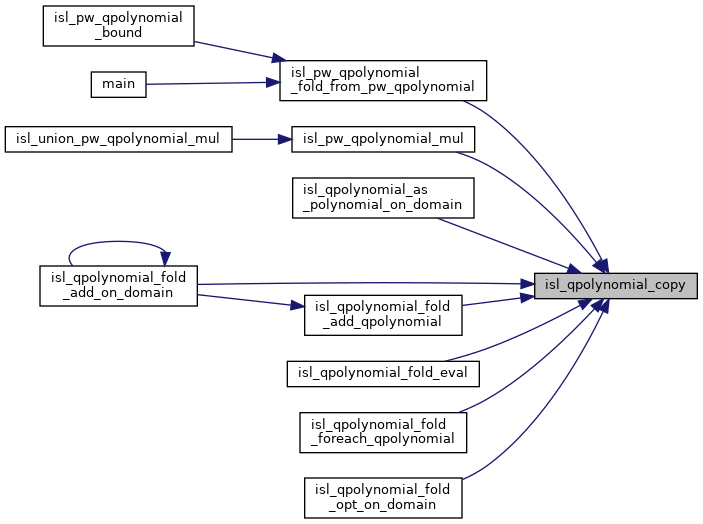 isl_pw_qpolynomial
_bound
main
isl_pw_qpolynomial
_fold_from_pw_qpolynomial
isl_union_pw_qpolynomial_mul
isl_pw_qpolynomial_mul
isl_qpolynomial_as
_polynomial_on_domain
isl_qpolynomial_fold
_add_on_domain
isl_qpolynomial_copy
isl_qpolynomial_fold
_add_qpolynomial
isl_qpolynomial_fold_eval
isl_qpolynomial_fold
_foreach_qpolynomial
isl_qpolynomial_fold
_opt_on_domain